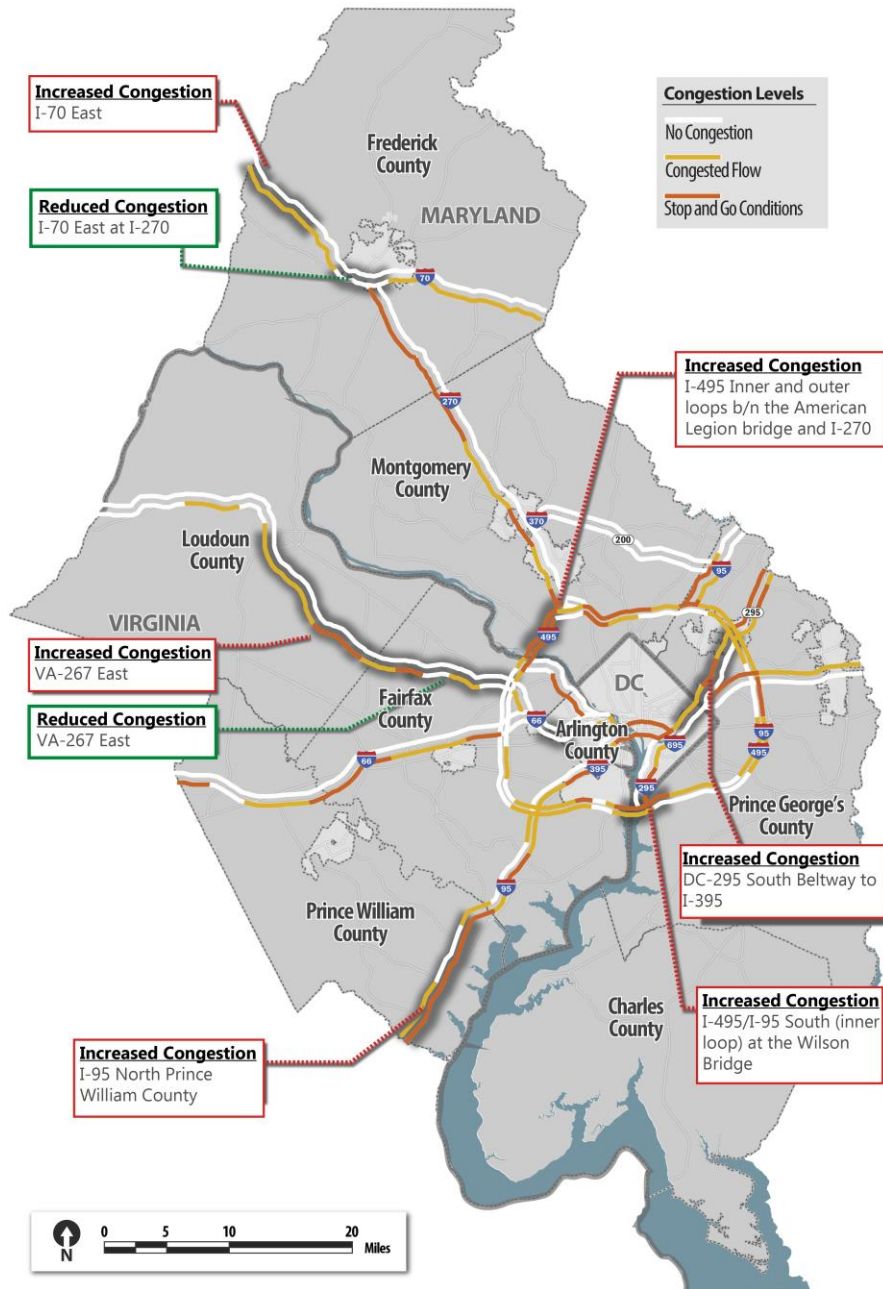 Increased Congestion
I-70 East
Reduced Congestion
I-70 East at I-270
Congestion Levels
No Congestion
Congested Flow
Stop and Go Conditions
Frederick
County
MARYLAND
70
270
Increased Congestion
I-495 Inner and outer
loops b/n the American
Legion bridge and I-270
Montgomery
County
370
200
95
295
Loudoun
County
VIRGINIA
495
Increased Congestion
VA-267 East
Reduced Congestion
VA-267 East
DC
Fairfax
County
66
Arlington
County
695
95
495
66
395
295
Prince George's
County
Increased Congestion
DC-295 South Beltway to
I-395
95
Prince William
County
Charles
County
Increased Congestion
I-495/I-95 South (inner
loop) at the Wilson
Bridge
Increased Congestion
I-95 North Prince
William County
N
0 5 10 20
Miles